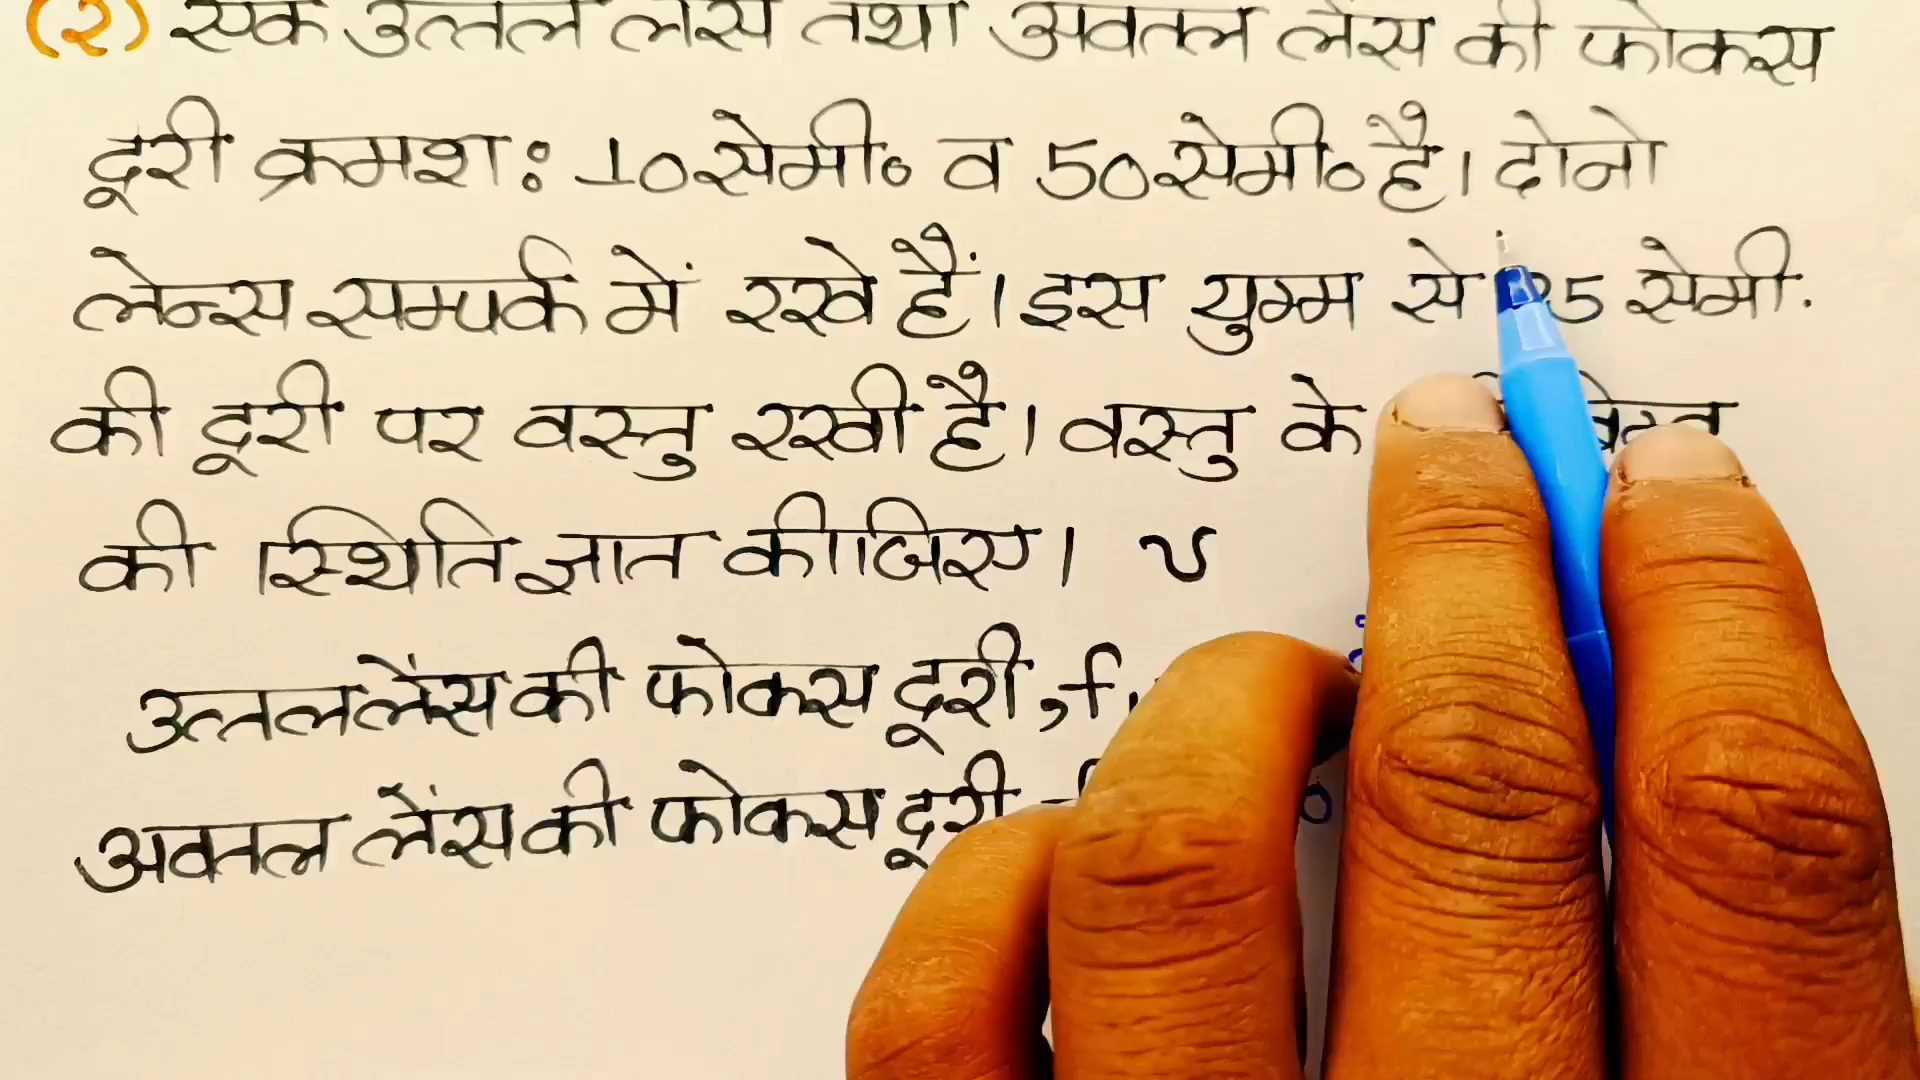 (२) एक उत्तल लेंस तथा अवतल लेंस की फोकस
दूरी क्रमश: 10 सेमी० व 50 सेमी० है। दोनो
लेन्स सम्पर्क में रखे हैं। इस युग्म से 25 सेमी.
की दूरी पर वस्तु रखी है। वस्तु के
की स्थिति ज्ञात कीजिए। v
उत्तल लेंस की फोकस दूरी, f₁
अवतल लेंस की फोकस दूरी